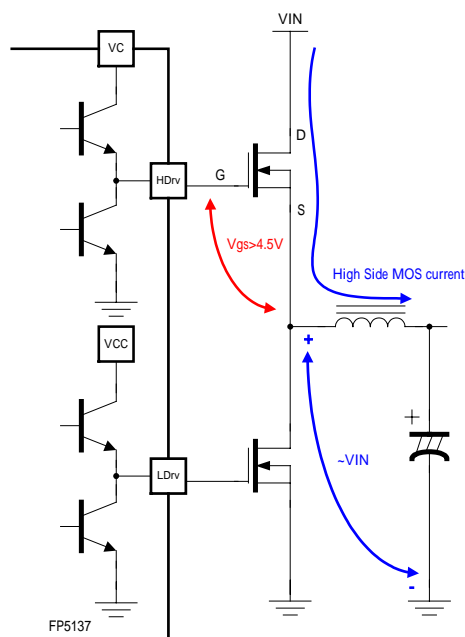 VIN
VC
D
HDrv
G
S
Vgs>4.5V
High Side MOS current
+
VCC
+
~VIN
LDrv
-
FP5137